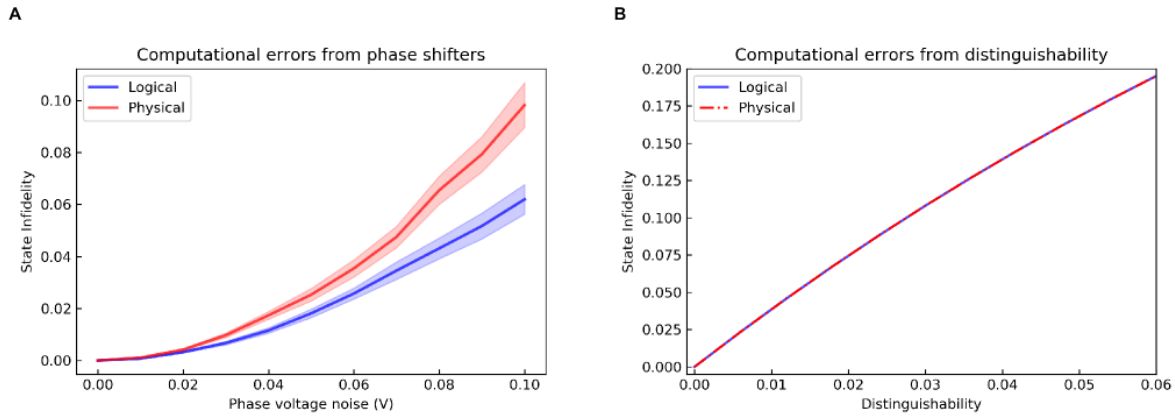 A
Computational errors from phase shifters
Logical
Physical
State Infidelity
0.10
0.08
0.06
0.04
0.02
0.00
0.00 0.02 0.04 0.06 0.08 0.10
Phase voltage noise (V)
B
Computational errors from distinguishability
Logical
Physical
State Infidelity
0.200
0.175
0.150
0.125
0.100
0.075
0.050
0.025
0.000
0.00 0.01 0.02 0.03 0.04 0.05 0.06
Distinguishability